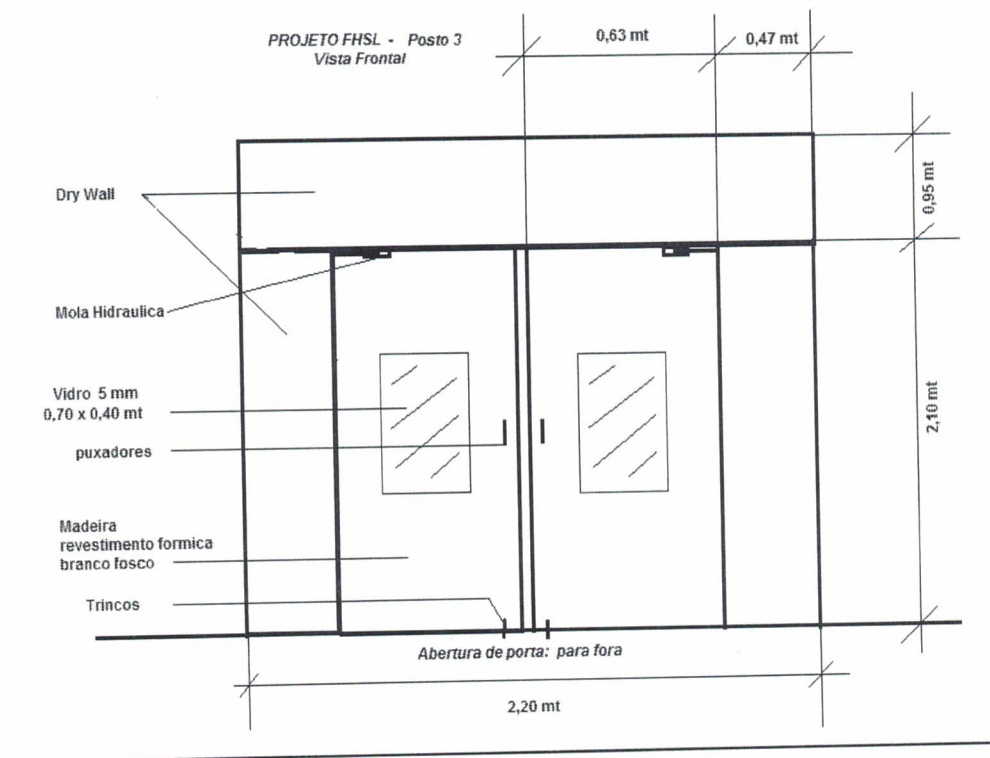 PROJETO FHSL - Posto 3
Vista Frontal
0,63 mt
0,47 mt
Dry Wall
0,95 mt
Mola Hidraulica
Vidro 5 mm
0,70 x 0,40 mt
2,10 mt
puxadores
Madeira
revestimento formica
branco fosco
Trincos
Abertura de porta: para fora
2,20 mt